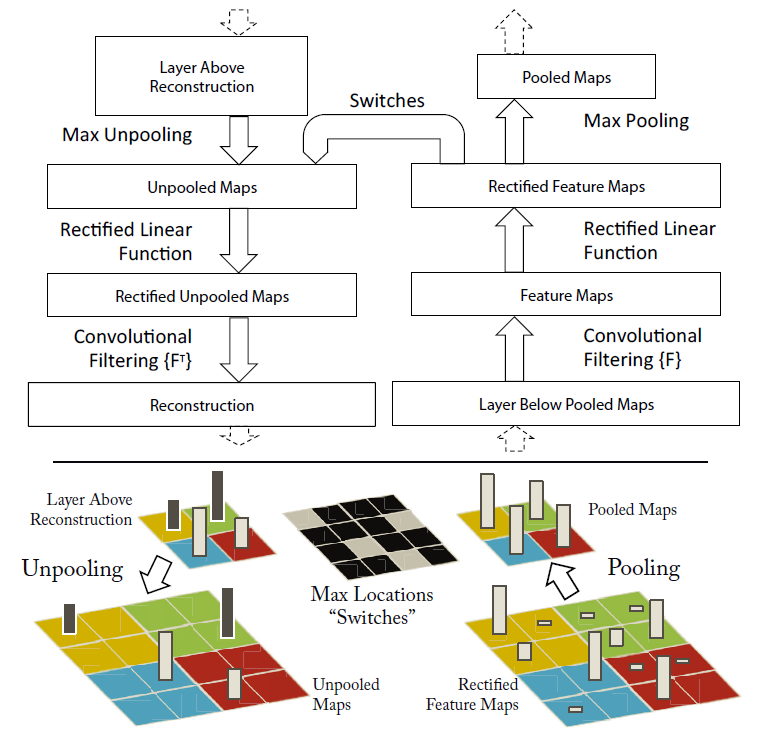 Layer Above
Reconstruction
Pooled Maps
Switches
Max Unpooling
Max Pooling
Unpooled Maps
Rectified Feature Maps
Rectified Linear
Function
Rectified Linear
Function
Rectified Unpooled Maps
Feature Maps
Convolutional
Filtering {Fᵀ}
Convolutional
Filtering {F}
Reconstruction
Layer Below Pooled Maps
Layer Above
Reconstruction
Pooled Maps
Unpooling
Pooling
Max Locations
“Switches”
Unpooled
Maps
Rectified
Feature Maps